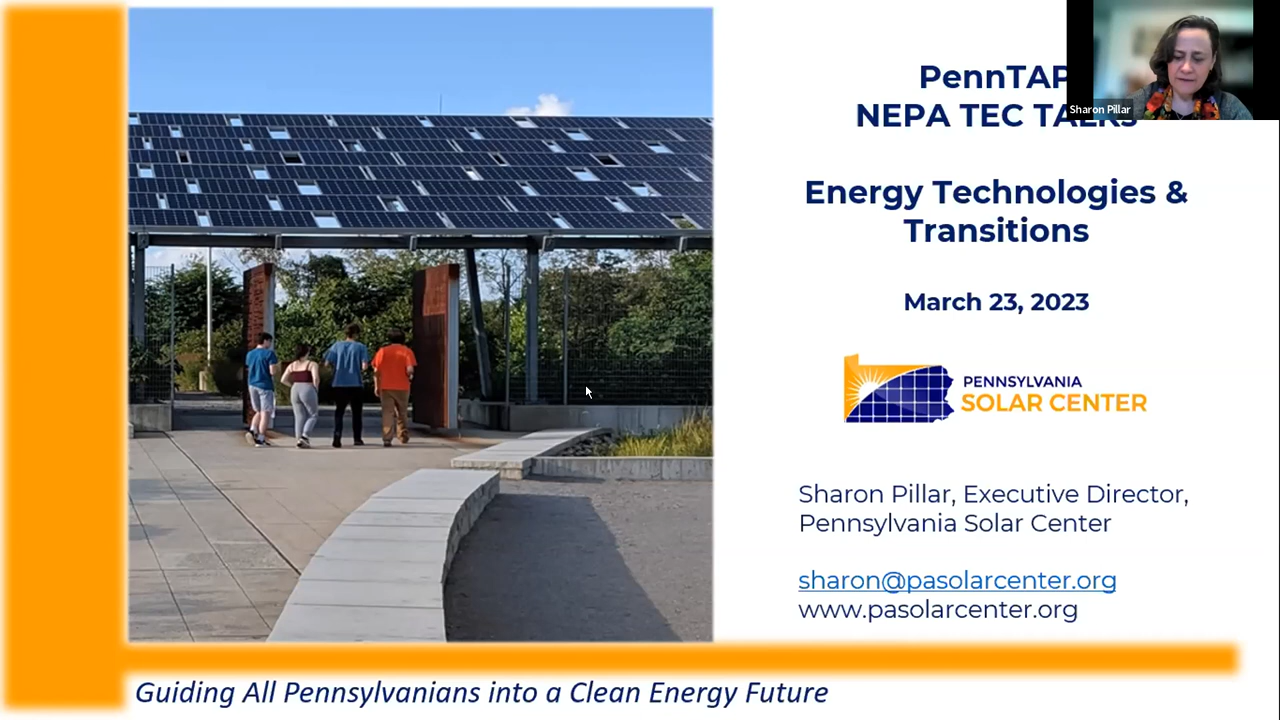 PennTAP
NEPA TEC TALKs
Sharon Pillar
Energy Technologies &
Transitions
March 23, 2023
PENNSYLVANIA
SOLAR CENTER
Sharon Pillar, Executive Director,
Pennsylvania Solar Center
sharon@pasolarcenter.org
www.pasolarcenter.org
Guiding All Pennsylvanians into a Clean Energy Future